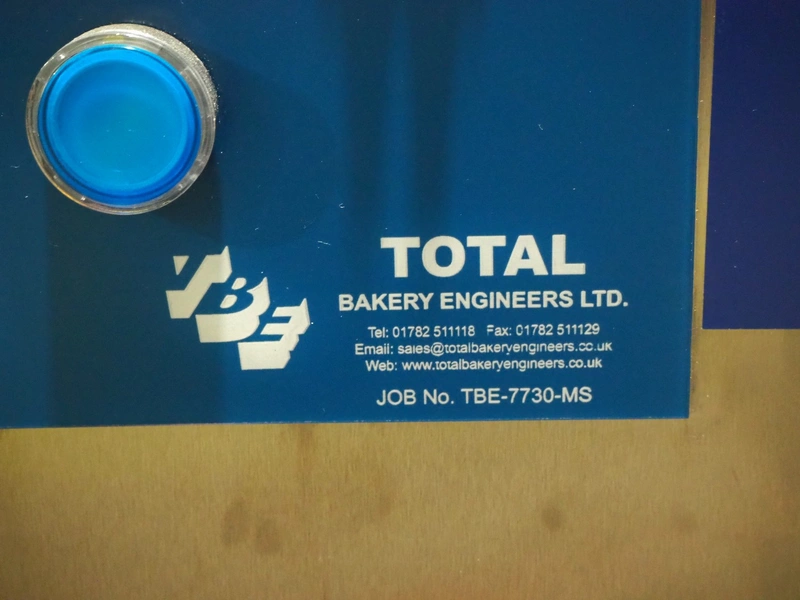 TBE
TOTAL
BAKERY ENGINEERS LTD.
Tel: 01782 511118 Fax: 01782 511129
Email: sales@totalbakeryengineers.co.uk
Web: www.totalbakeryengineers.co.uk
JOB No. TBE-7730-MS